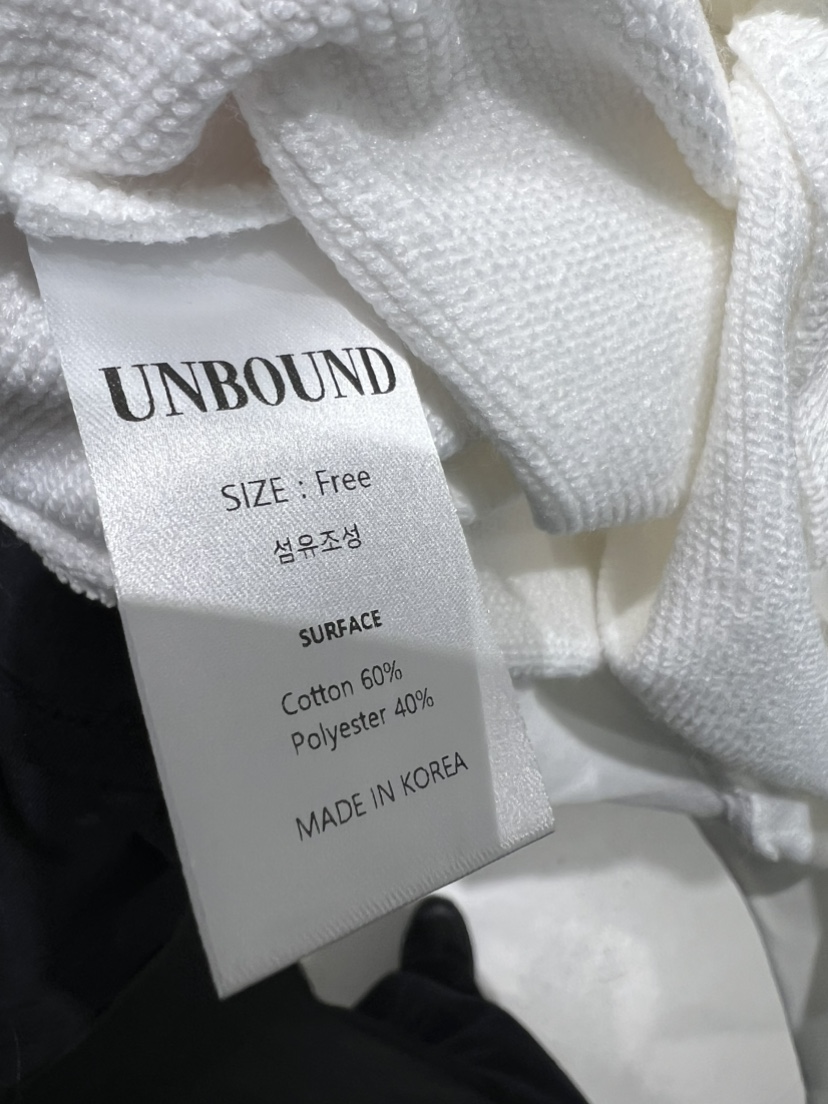 UNBOUND
SIZE : Free
섬유조성
SURFACE
Cotton 60%
Polyester 40%
MADE IN KOREA